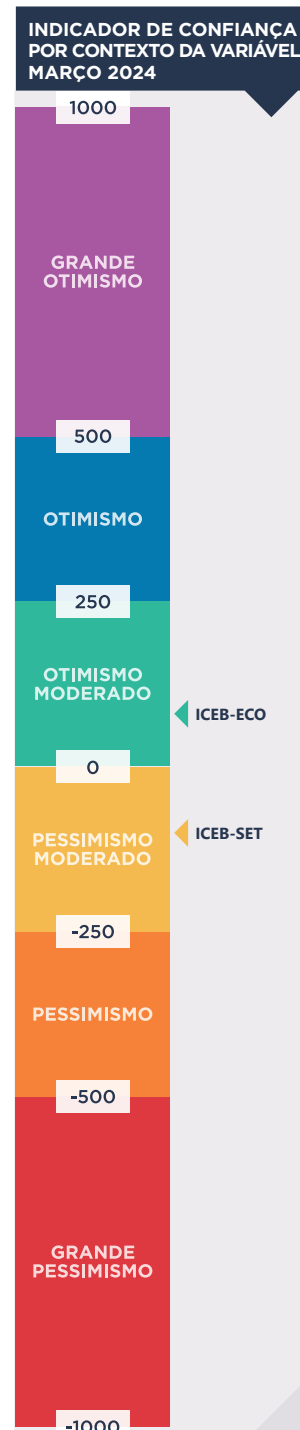 INDICADOR DE CONFIANÇA
POR CONTEXTO DA VARIÁVEL
MARÇO 2024
1000
GRANDE
OTIMISMO
500
OTIMISMO
250
OTIMISMO
MODERADO
ICEB-ECO
0
PESSIMISMO
MODERADO
ICEB-SET
-250
PESSIMISMO
-500
GRANDE
PESSIMISMO
-1000